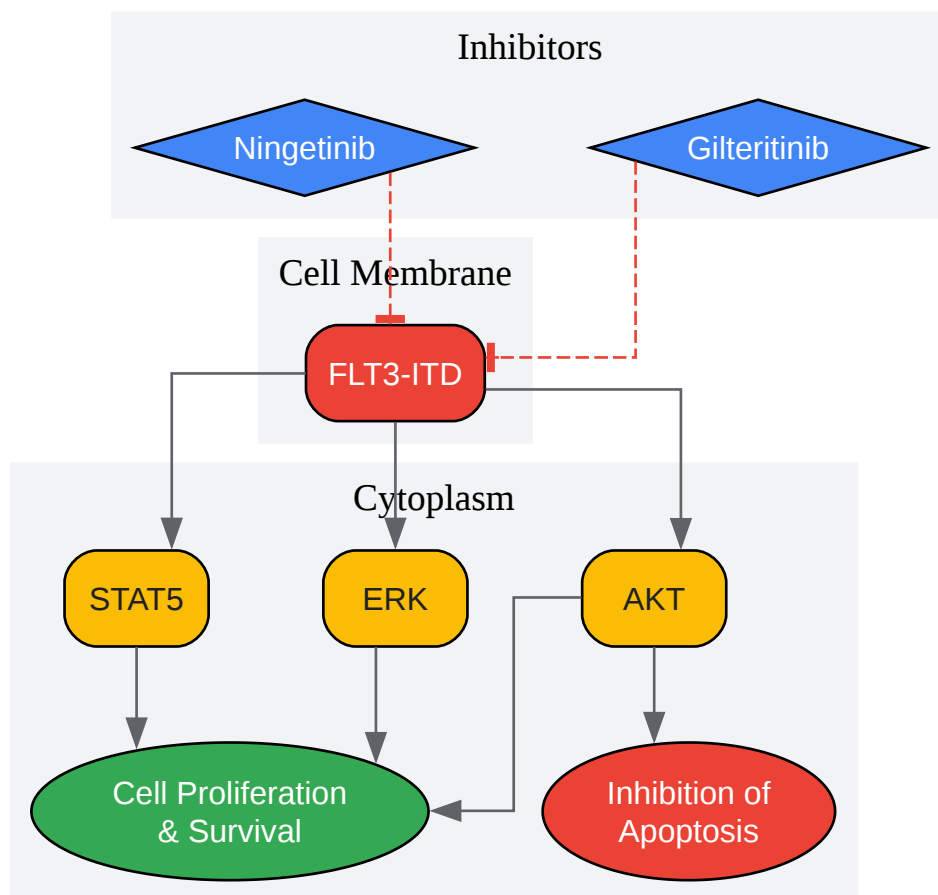 Inhibitors
Ningetinib
Gilteritinib
Cell Membrane
FLT3-ITD
Cytoplasm
STAT5
ERK
AKT
Cell Proliferation
& Survival
Inhibition of
Apoptosis